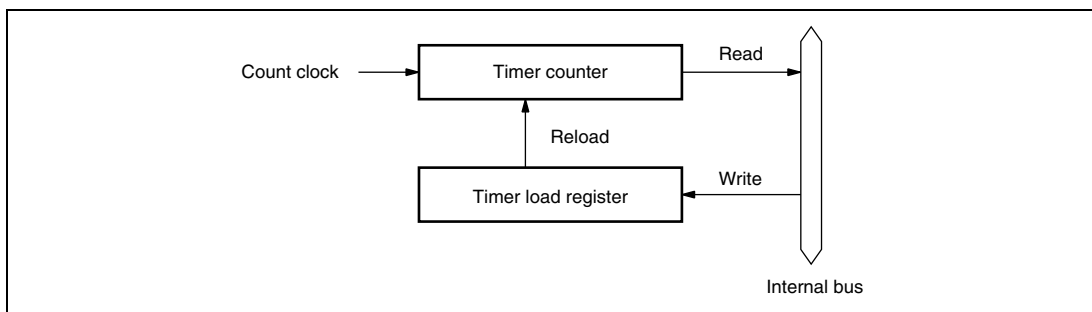 Read
Count clock
Timer counter
Reload
Write
Timer load register
Internal bus